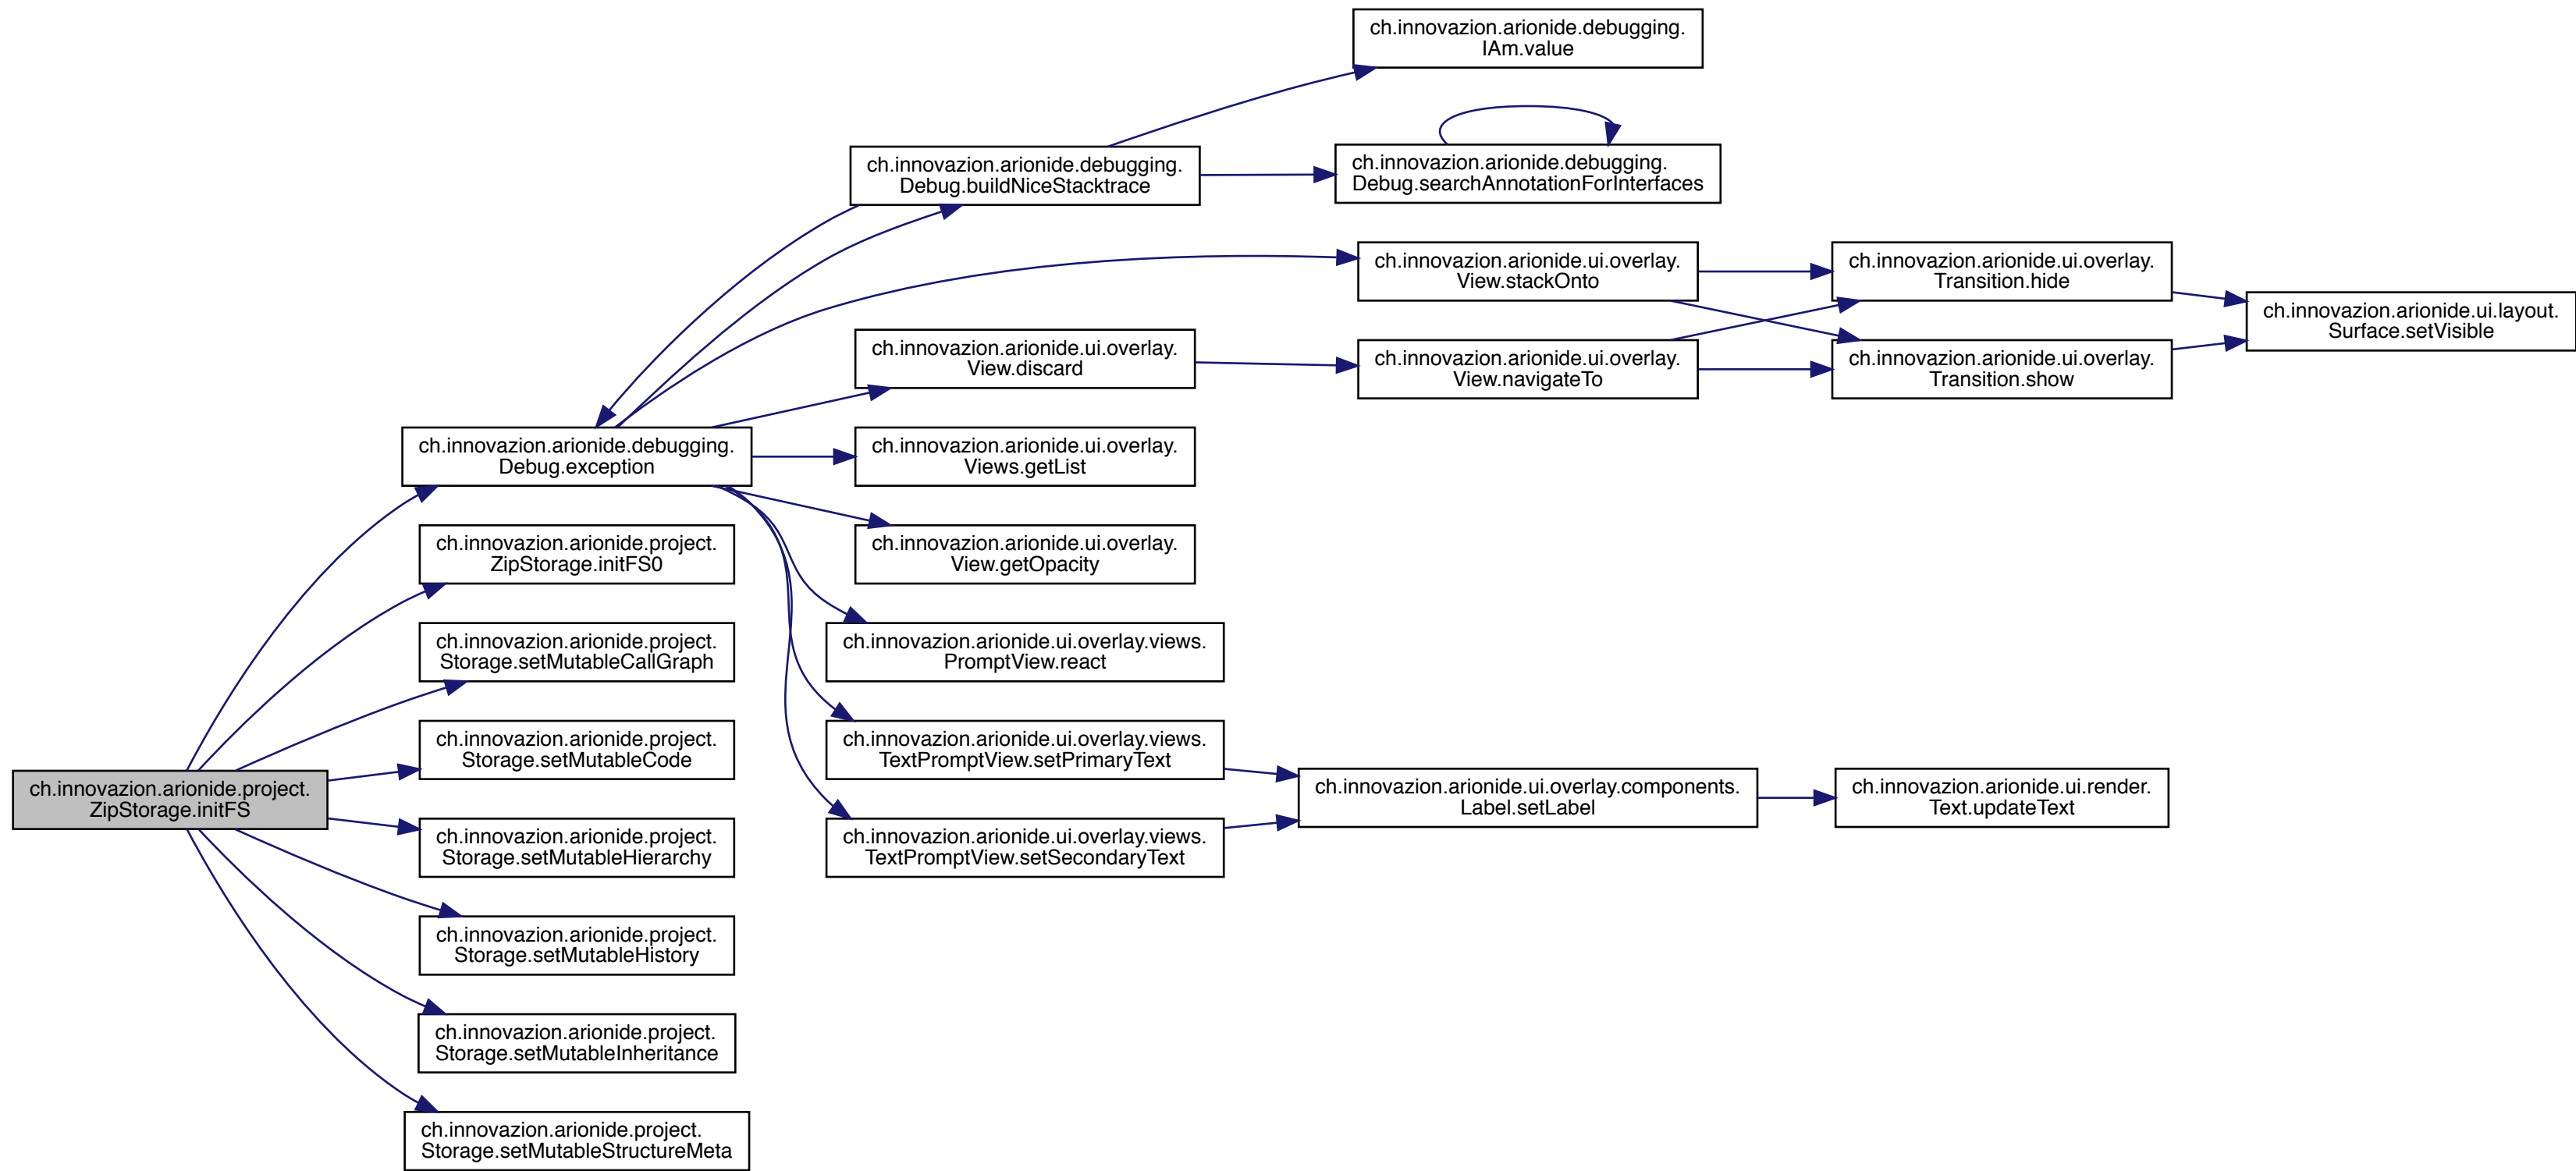 ch.innovazion.arionide.debugging.
IAm.value
ch.innovazion.arionide.debugging.
Debug.buildNiceStacktrace
ch.innovazion.arionide.debugging.
Debug.searchAnnotationForInterfaces
ch.innovazion.arionide.ui.overlay.
View.stackOnto
ch.innovazion.arionide.ui.overlay.
Transition.hide
ch.innovazion.arionide.ui.layout.
Surface.setVisible
ch.innovazion.arionide.ui.overlay.
View.discard
ch.innovazion.arionide.ui.overlay.
View.navigateTo
ch.innovazion.arionide.ui.overlay.
Transition.show
ch.innovazion.arionide.debugging.
Debug.exception
ch.innovazion.arionide.ui.overlay.
Views.getList
ch.innovazion.arionide.project.
ZipStorage.initFS0
ch.innovazion.arionide.ui.overlay.
View.getOpacity
ch.innovazion.arionide.project.
Storage.setMutableCallGraph
ch.innovazion.arionide.ui.overlay.views.
PromptView.react
ch.innovazion.arionide.project.
Storage.setMutableCode
ch.innovazion.arionide.ui.overlay.views.
TextPromptView.setPrimaryText
ch.innovazion.arionide.project.
ZipStorage.initFS
ch.innovazion.arionide.ui.overlay.components.
Label.setLabel
ch.innovazion.arionide.ui.render.
Text.updateText
ch.innovazion.arionide.project.
Storage.setMutableHierarchy
ch.innovazion.arionide.ui.overlay.views.
TextPromptView.setSecondaryText
ch.innovazion.arionide.project.
Storage.setMutableHistory
ch.innovazion.arionide.project.
Storage.setMutableInheritance
ch.innovazion.arionide.project.
Storage.setMutableStructureMeta